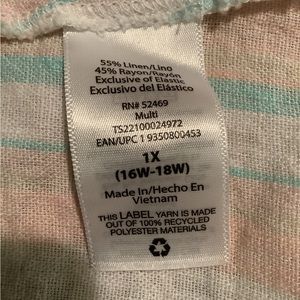 55% Linen/Lino
45% Rayon/Rayón
Exclusive of Elastic
Exclusivo del Elástico
RN# 52469
Multi
TS22100024972
EAN/UPC 1 9350800453
1X
(16W-18W)
Made In/Hecho En
Vietnam
THIS LABEL YARN IS MADE
OUT OF 100% RECYCLED
POLYESTER MATERIALS